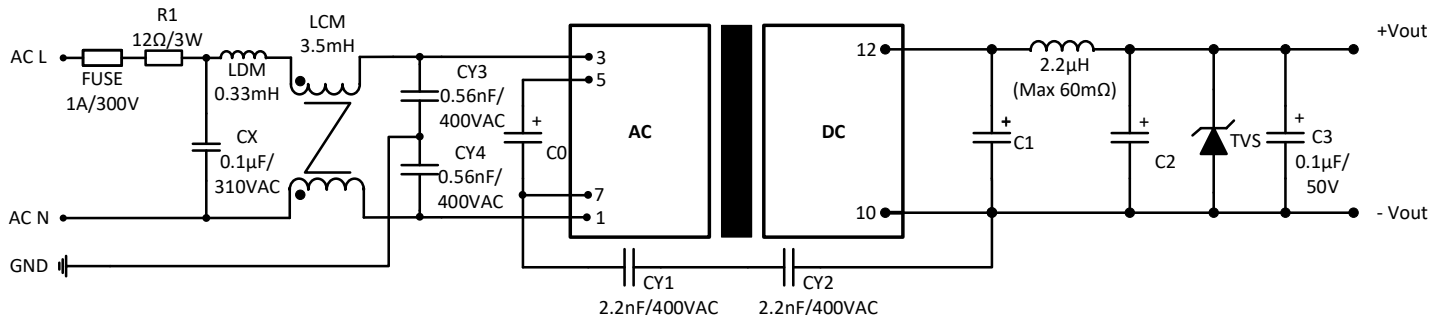 R1
12Ω/3W
LCM
3.5mH
AC L
FUSE
1A/300V
LDM
0.33mH
CX
0.1μF/
310VAC
CY3
0.56nF/
400VAC
CY4
0.56nF/
400VAC
+
C0
3
5
7
1
AC
DC
12
10
2.2μH
(Max 60mΩ)
+
C1
+
C2
TVS
+
C3
0.1μF/
50V
+Vout
- Vout
AC N
GND
CY1
2.2nF/400VAC
CY2
2.2nF/400VAC